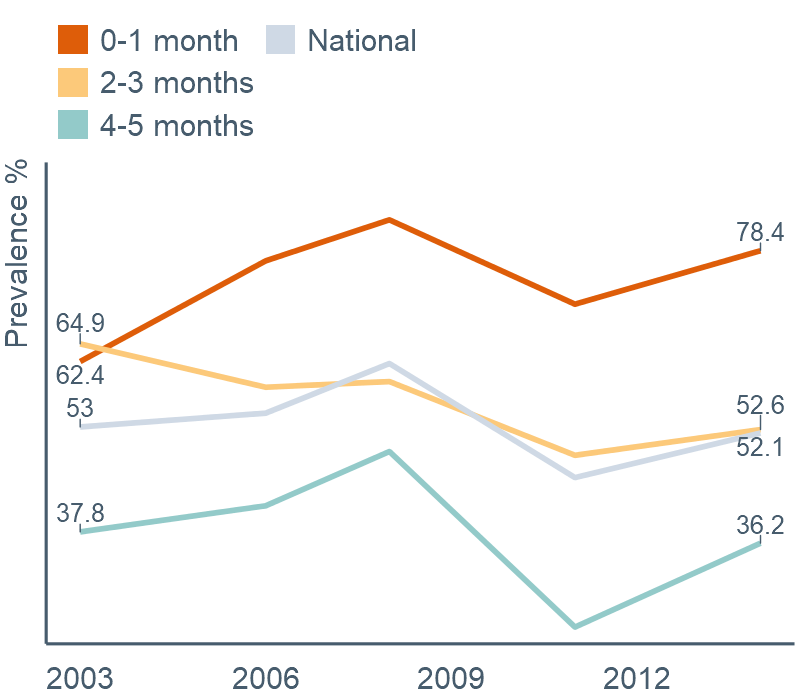 0-1 month
National
2-3 months
4-5 months
Prevalence %
78.4
64.9
62.4
53
52.6
52.1
37.8
36.2
2003 2006 2009 2012